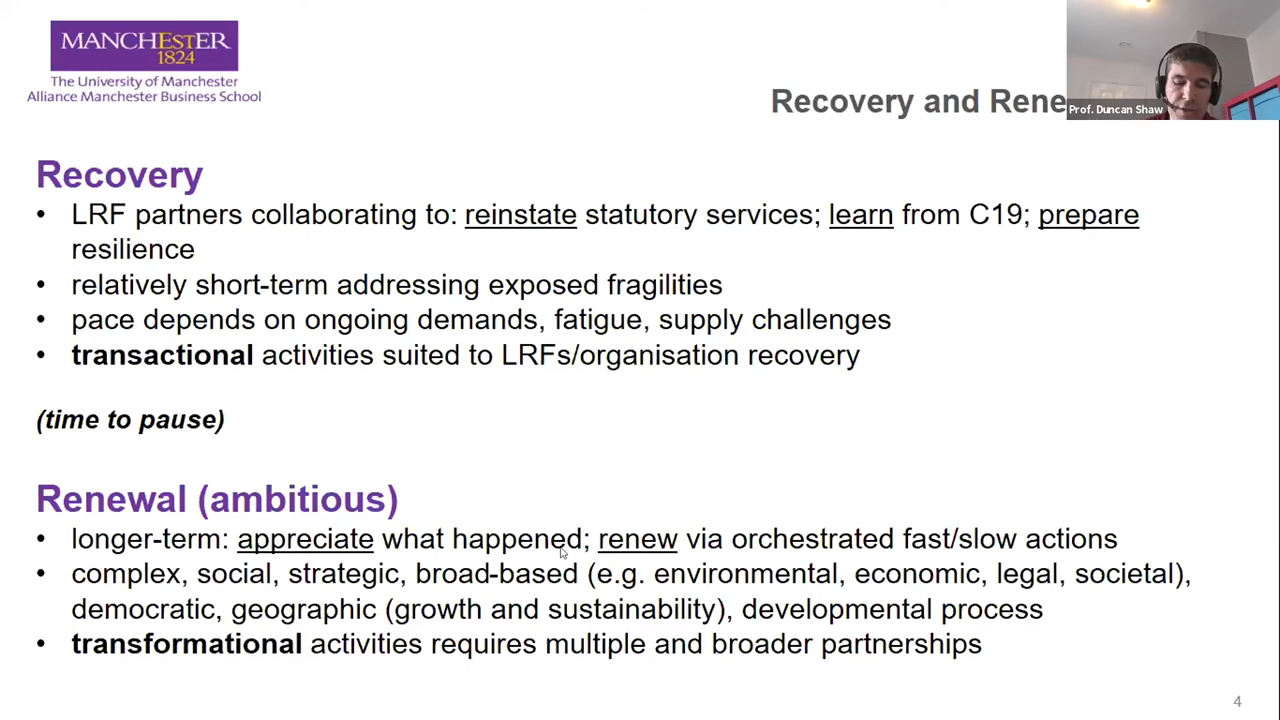 MANCHESTER
1824
The University of Manchester
Alliance Manchester Business School
Recovery and Rene
Prof. Duncan Shaw
Recovery
• LRF partners collaborating to: reinstate statutory services; learn from C19; prepare
resilience
• relatively short-term addressing exposed fragilities
• pace depends on ongoing demands, fatigue, supply challenges
• transactional activities suited to LRFs/organisation recovery
(time to pause)
Renewal (ambitious)
• longer-term: appreciate what happened; renew via orchestrated fast/slow actions
• complex, social, strategic, broad-based (e.g. environmental, economic, legal, societal),
democratic, geographic (growth and sustainability), developmental process
• transformational activities requires multiple and broader partnerships
4